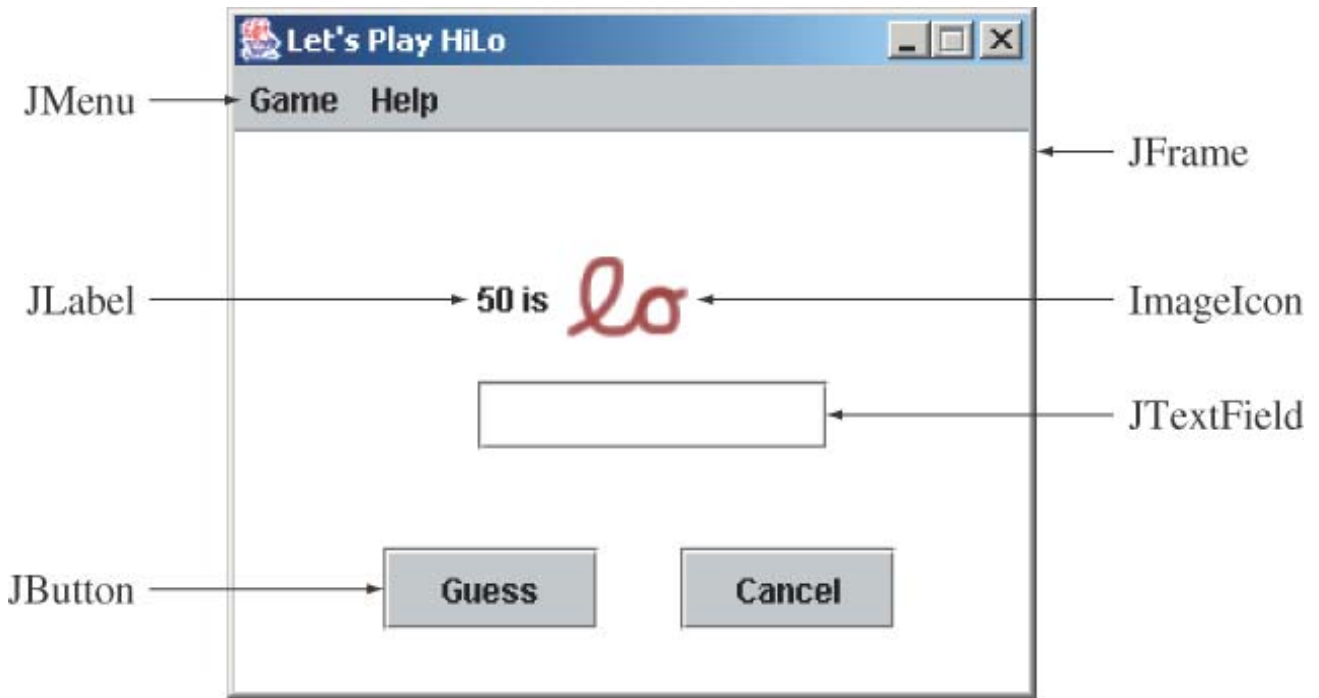 Let's Play HiLo
JMenu Game Help
JFrame
JLabel 50 is lo ImageIcon
JTextField
JButton Guess Cancel